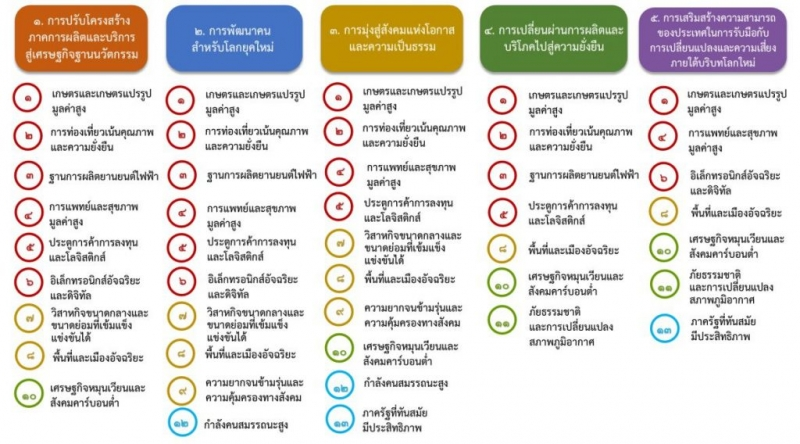 ๑. การปรับโครงสร้าง
ภาคการผลิตและบริการ
สู่เศรษฐกิจฐานนวัตกรรม
๑
เกษตรและเกษตรแปรรูป
มูลค่าสูง
๒
การท่องเที่ยวเน้นคุณภาพ
และความยั่งยืน
๓
ฐานการผลิตยานยนต์ไฟฟ้า
๔
การแพทย์และสุขภาพ
มูลค่าสูง
๕
ประตูการค้าการลงทุน
และโลจิสติกส์
๖
อิเล็กทรอนิกส์อัจฉริยะ
และดิจิทัล
๗
วิสาหกิจขนาดกลางและ
ขนาดย่อมที่เข้มแข็ง
แข่งขันได้
๘
พื้นที่และเมืองอัจฉริยะ
๑๐
เศรษฐกิจหมุนเวียนและ
สังคมคาร์บอนต่ำ
๒. การพัฒนาคน
สำหรับโลกยุคใหม่
๑
เกษตรและเกษตรแปรรูป
มูลค่าสูง
๒
การท่องเที่ยวเน้นคุณภาพ
และความยั่งยืน
๓
ฐานการผลิตยานยนต์ไฟฟ้า
๔
การแพทย์และสุขภาพ
มูลค่าสูง
๕
ประตูการค้าการลงทุน
และโลจิสติกส์
๖
อิเล็กทรอนิกส์อัจฉริยะ
และดิจิทัล
๗
วิสาหกิจขนาดกลางและ
ขนาดย่อมที่เข้มแข็ง
แข่งขันได้
๘
พื้นที่และเมืองอัจฉริยะ
๙
ความยากจนข้ามรุ่นและ
ความคุ้มครองทางสังคม
๑๒
กำลังคนสมรรถนะสูง
๓. การมุ่งสู่สังคมแห่งโอกาส
และความเป็นธรรม
๑
เกษตรและเกษตรแปรรูป
มูลค่าสูง
๒
การท่องเที่ยวเน้นคุณภาพ
และความยั่งยืน
๔
การแพทย์และสุขภาพ
มูลค่าสูง
๕
ประตูการค้าการลงทุน
และโลจิสติกส์
๗
วิสาหกิจขนาดกลางและ
ขนาดย่อมที่เข้มแข็ง
แข่งขันได้
๘
พื้นที่และเมืองอัจฉริยะ
๙
ความยากจนข้ามรุ่นและ
ความคุ้มครองทางสังคม
๑๐
เศรษฐกิจหมุนเวียนและ
สังคมคาร์บอนต่ำ
๑๒
กำลังคนสมรรถนะสูง
๑๓
ภาครัฐที่ทันสมัย
มีประสิทธิภาพ
๔. การเปลี่ยนผ่านการผลิตและ
บริโภคไปสู่ความยั่งยืน
๑
เกษตรและเกษตรแปรรูป
มูลค่าสูง
๒
การท่องเที่ยวเน้นคุณภาพ
และความยั่งยืน
๓
ฐานการผลิตยานยนต์ไฟฟ้า
๕
ประตูการค้าการลงทุน
และโลจิสติกส์
๘
พื้นที่และเมืองอัจฉริยะ
๑๐
เศรษฐกิจหมุนเวียนและ
สังคมคาร์บอนต่ำ
๑๑
ภัยธรรมชาติ
และการเปลี่ยนแปลง
สภาพภูมิอากาศ
๕. การเสริมสร้างความสามารถ
ของประเทศในการรับมือกับ
การเปลี่ยนแปลงและความเสี่ยง
ภายใต้บริบทโลกใหม่
๑
เกษตรและเกษตรแปรรูป
มูลค่าสูง
๔
การแพทย์และสุขภาพ
มูลค่าสูง
๖
อิเล็กทรอนิกส์อัจฉริยะ
และดิจิทัล
๘
พื้นที่และเมืองอัจฉริยะ
๑๐
เศรษฐกิจหมุนเวียนและ
สังคมคาร์บอนต่ำ
๑๑
ภัยธรรมชาติ
และการเปลี่ยนแปลง
สภาพภูมิอากาศ
๑๓
ภาครัฐที่ทันสมัย
มีประสิทธิภาพ